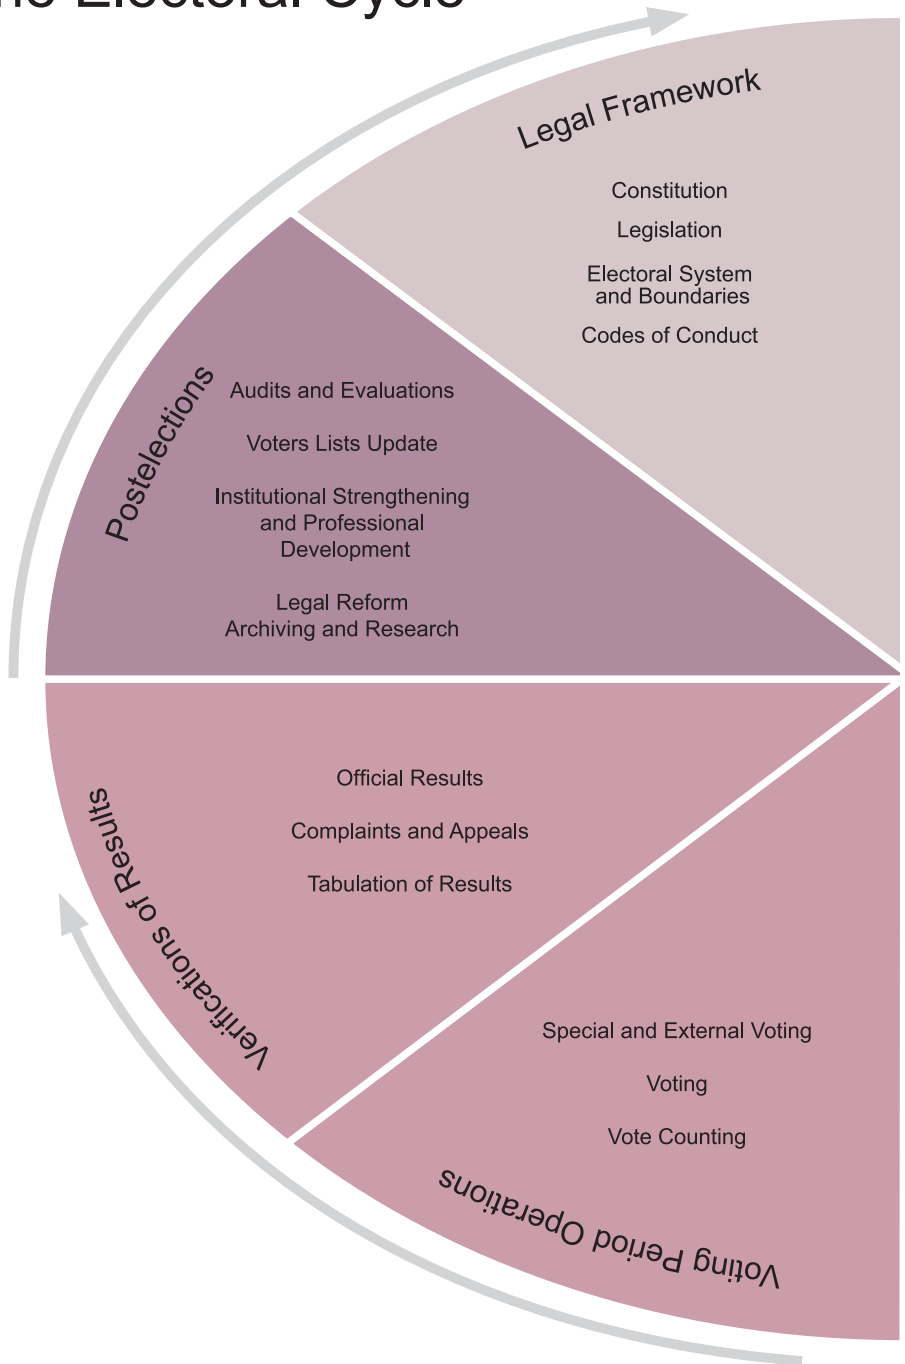 Electoral Cycle
Legal Framework
Constitution
Legislation
Electoral System
and Boundaries
Codes of Conduct
Postelections
Audits and Evaluations
Voters Lists Update
Institutional Strengthening
and Professional
Development
Legal Reform
Archiving and Research
Verifications of Results
Official Results
Complaints and Appeals
Tabulation of Results
Special and External Voting
Voting
Vote Counting
Voting Period Operations